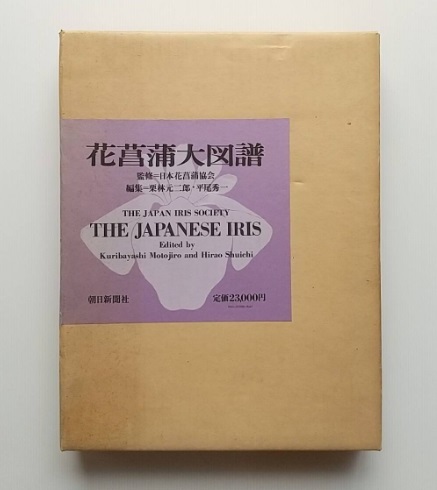 花菖蒲大図譜
監修=日本花菖蒲協会
編集=栗林元二郎・平尾秀一
THE JAPAN IRIS SOCIETY
THE JAPANESE IRIS
Edited by
Kuribayashi Motojiro and Hirao Shuichi
朝日新聞社
定価23,000円